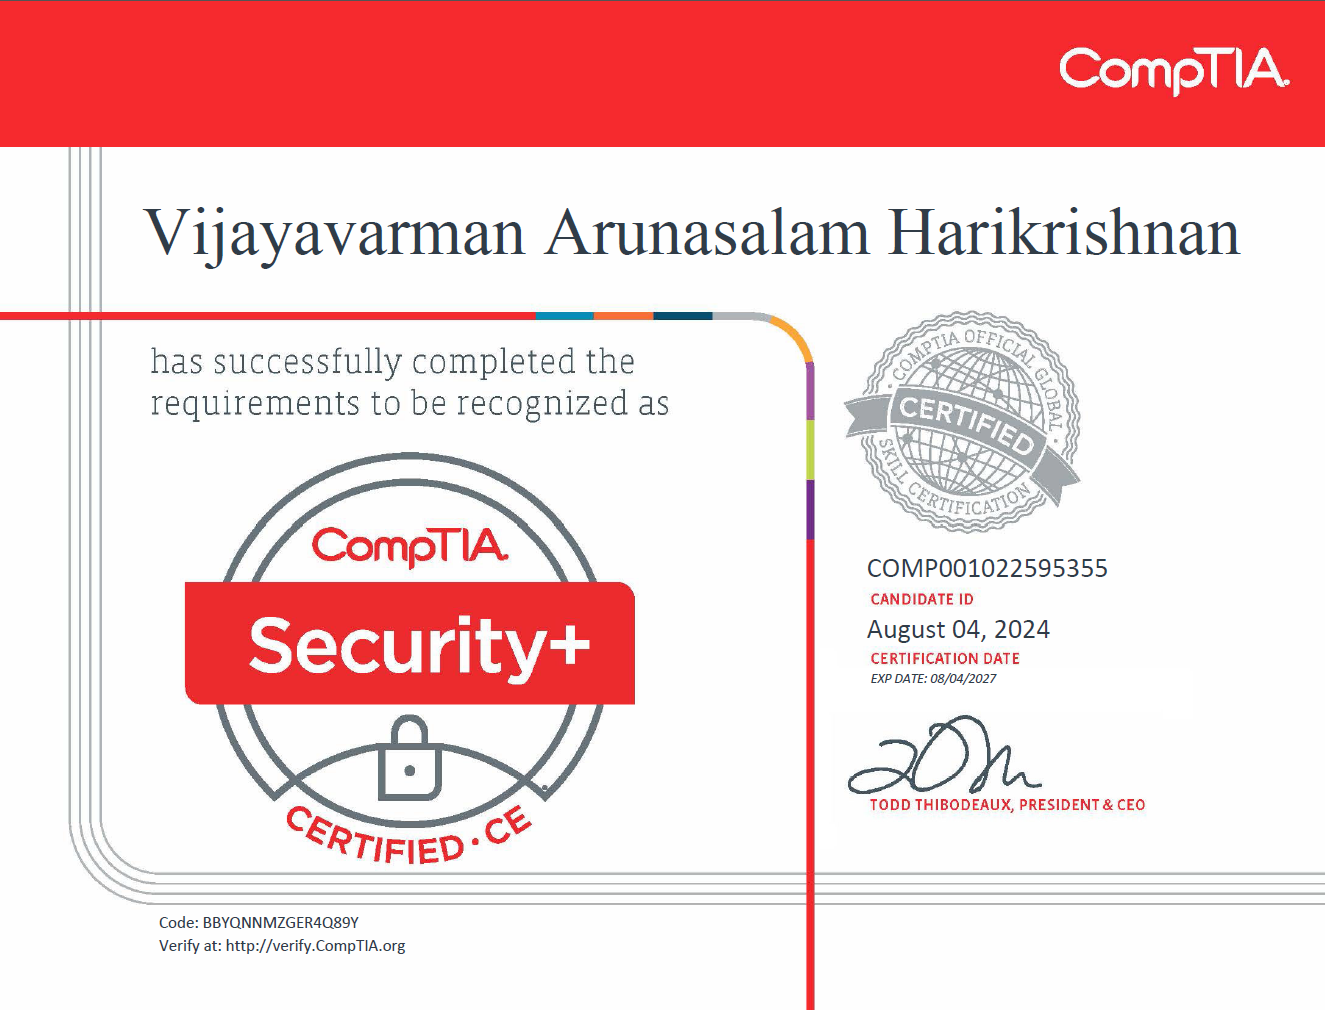 CompTIA.
Vijayavarman Arunasalam Harikrishnan
has successfully completed the
requirements to be recognized as
CompTIA.
Security+
CERTIFIED · CE
· COMPTIA OFFICIAL GLOBAL ·
CERTIFIED
SKILL CERTIFICATION
COMP001022595355
CANDIDATE ID
August 04, 2024
CERTIFICATION DATE
EXP DATE: 08/04/2027
TODD THIBODEAUX, PRESIDENT & CEO
Code: BBYQNNMZGER4Q89Y
Verify at: http://verify.CompTIA.org